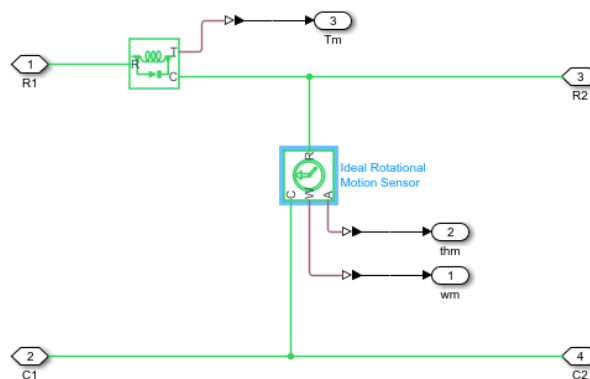 3
Tm
T
1
R1
R
C
3
R2
R
Ideal Rotational
Motion Sensor
C
W
A
2
thm
1
wm
2
C1
4
C2